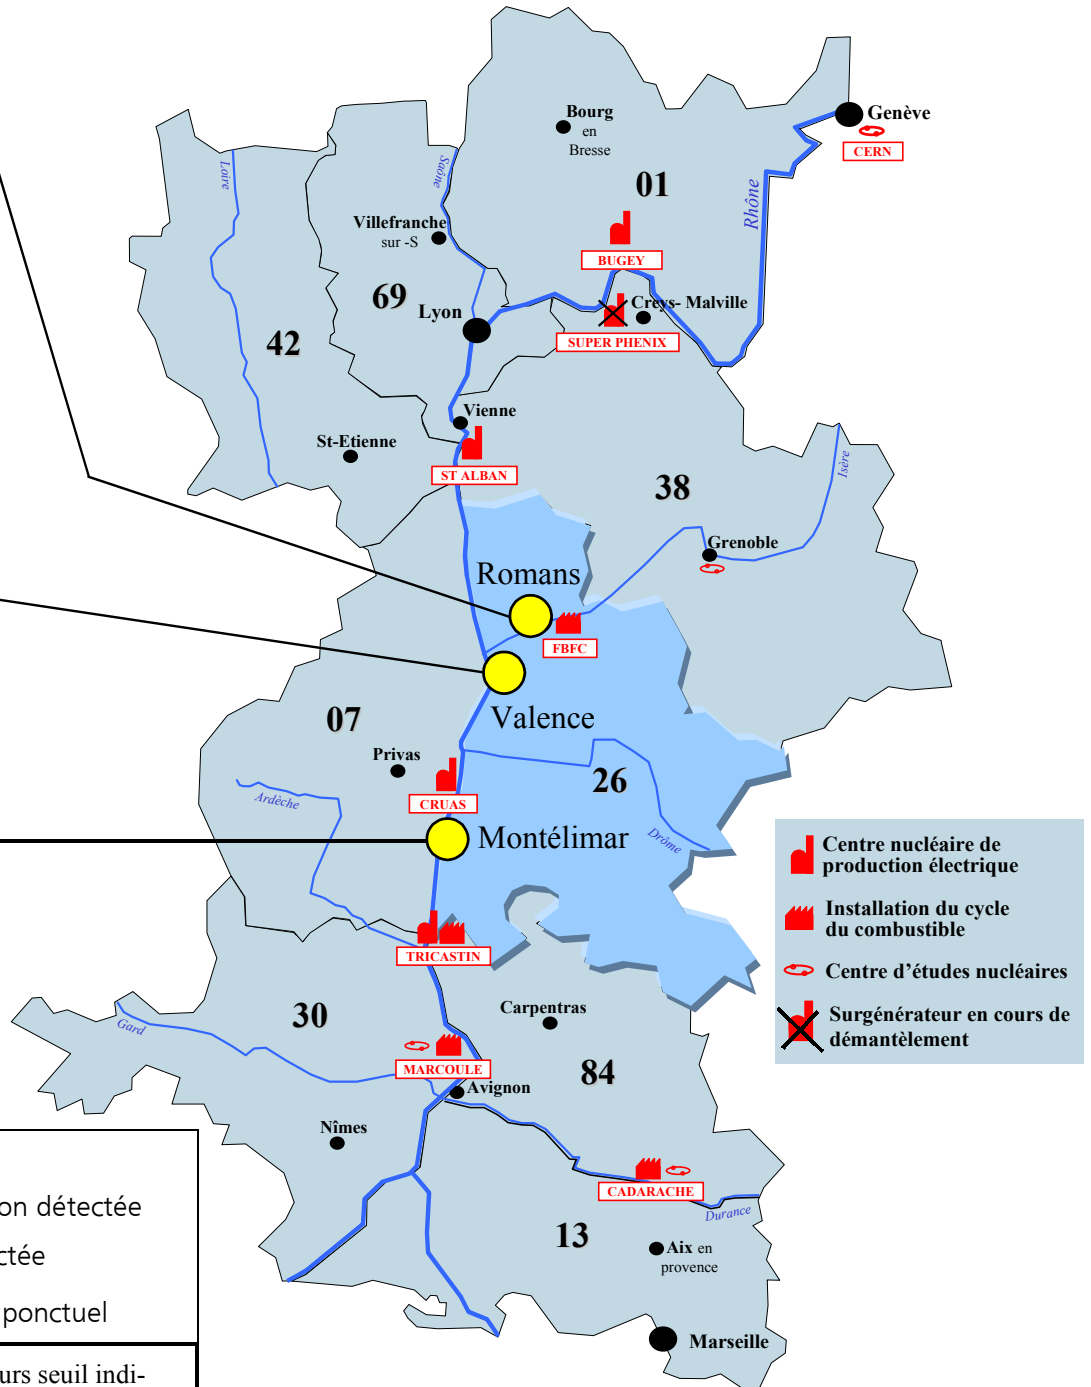 Genève
CERN
Bourg
en
Bresse
01
Loire
Saône
Rhône
Villefranche
sur -S
BUGEY
69
Lyon
Creys- Malville
SUPER PHENIX
42
Vienne
St-Etienne
ST ALBAN
38
Isère
Grenoble
Romans
FBFC
Valence
07
Privas
26
CRUAS
Ardèche
Montélimar
Drôme
Centre nucléaire de
production électrique
Installation du cycle
du combustible
Centre d'études nucléaires
Surgénérateur en cours de
démantèlement
TRICASTIN
30
Carpentras
Gard
MARCOULE
84
Avignon
Nîmes
CADARACHE
Durance
13
Aix en
provence
Marseille
on détectée
ctée
ponctuel
urs seuil indi-